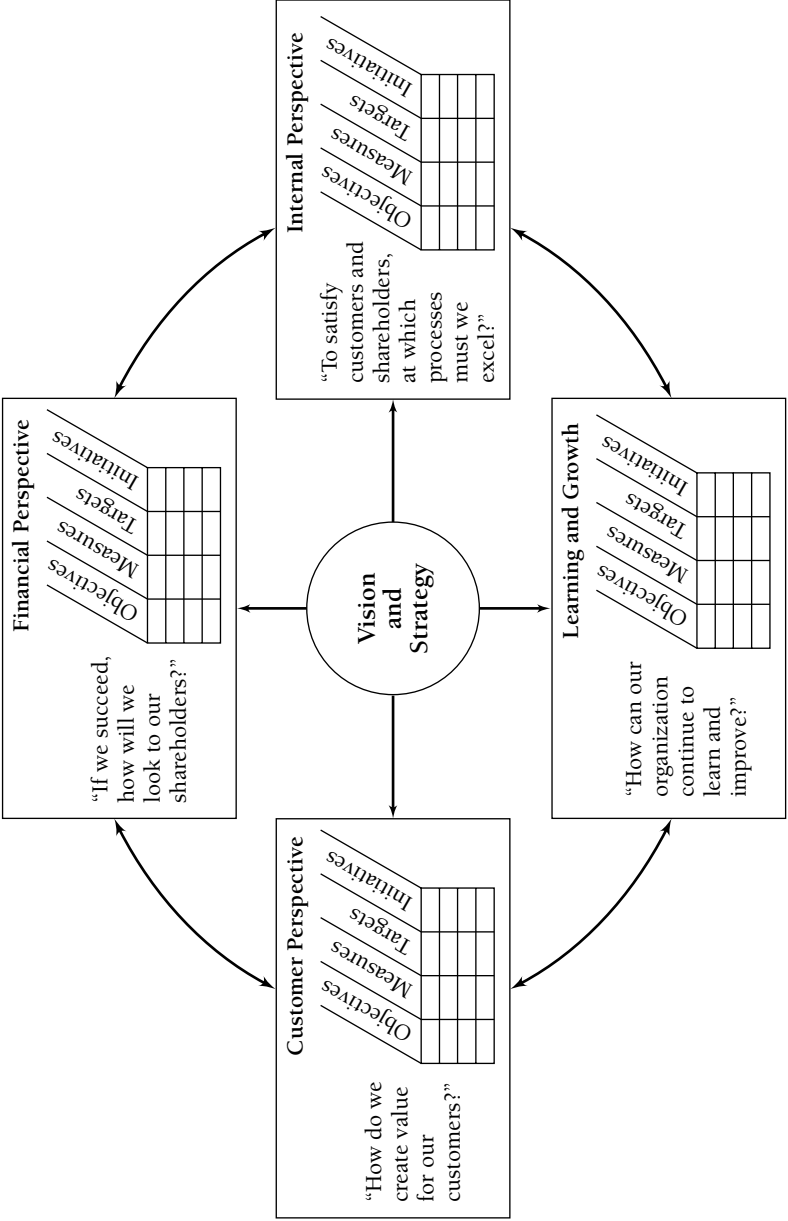 Financial Perspective
“If we succeed,
how will we
look to our
shareholders?”
Objectives
Measures
Targets
Initiatives
Customer Perspective
“How do we
create value
for our
customers?”
Objectives
Measures
Targets
Initiatives
Vision
and
Strategy
Internal Perspective
“To satisfy
customers and
shareholders,
at which
processes
must we
excel?”
Objectives
Measures
Targets
Initiatives
Learning and Growth
“How can our
organization
continue to
learn and
improve?”
Objectives
Measures
Targets
Initiatives